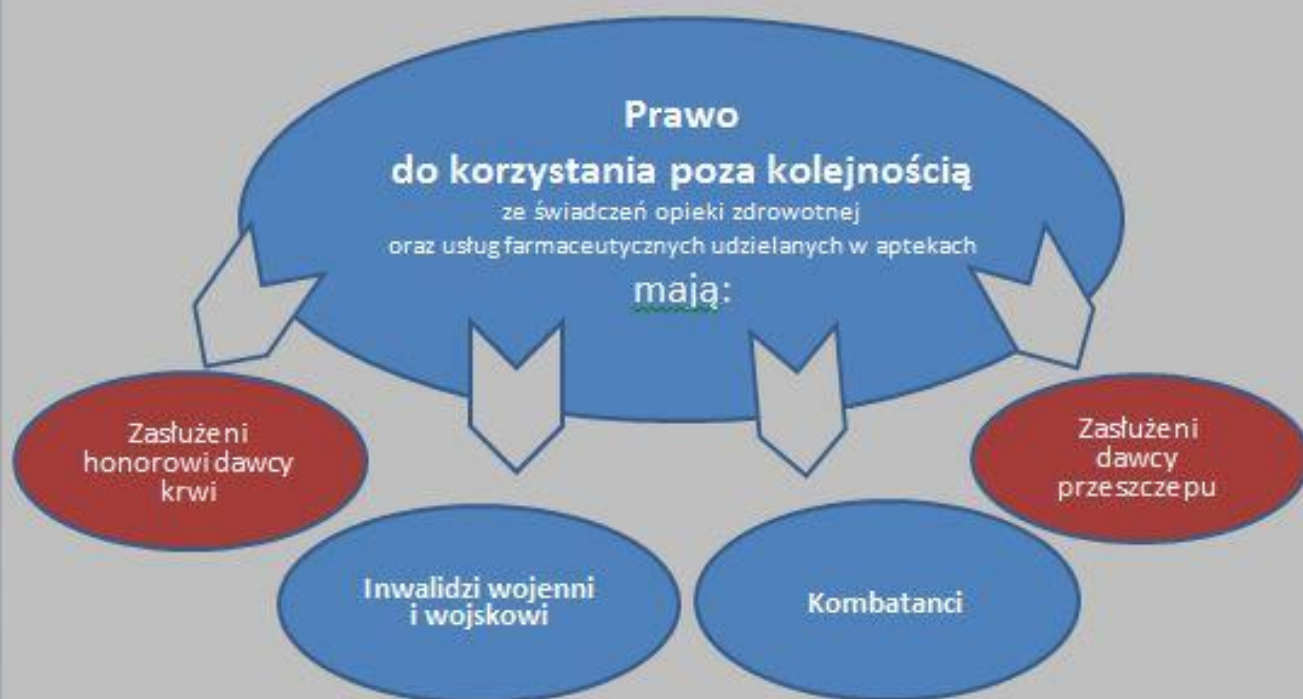 Prawo
do korzystania poza kolejnością
ze świadczeń opieki zdrowotnej
oraz usług farmaceutycznych udzielanych w aptekach
mają:
Zasłużeni
honorowi dawcy
krwi
Zasłużeni
dawcy
przeszczepu
Inwalidzi wojenni
i wojskowi
Kombatanci